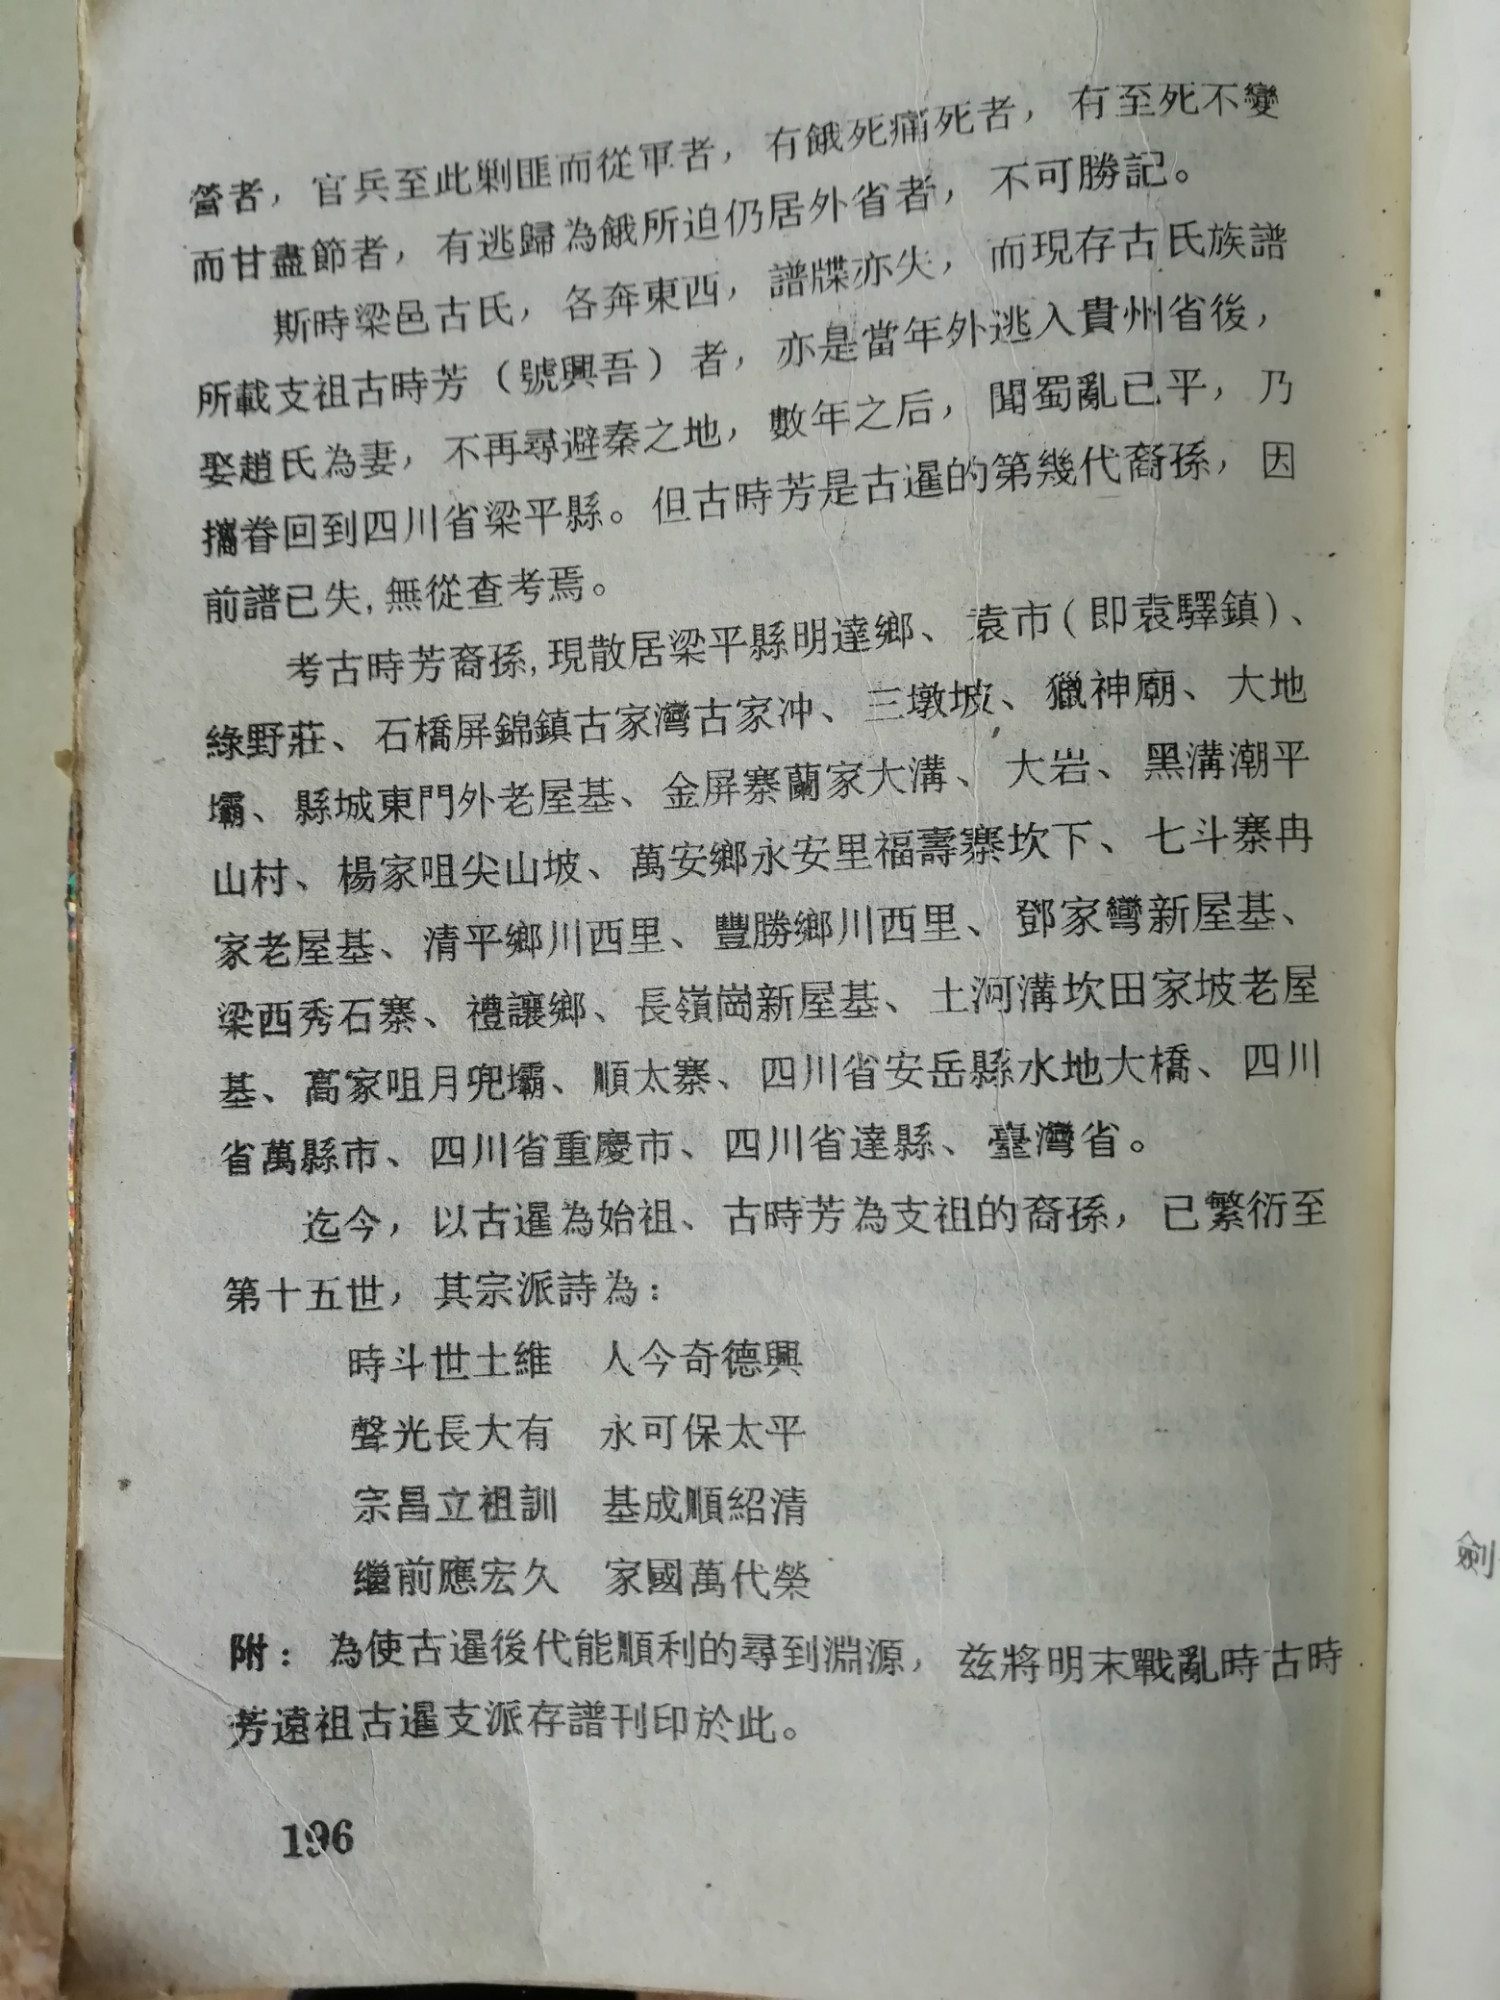 營者，官兵至此剿匪而從軍者，有餓死痛死者，有至死不變
而甘盡節者，有逃歸為餓所迫仍居外省者，不可勝記。
斯時梁邑古氏，各奔東西，譜牒亦失，而現存古氏族譜
所載支祖古時芳（號興吾）者，亦是當年外逃入貴州省後，
娶趙氏為妻，不再尋避秦之地，數年之后，聞蜀亂已平，乃
攜眷回到四川省梁平縣。但古時芳是古暹的第幾代裔孫，因
前譜已失，無從查考焉。
考古時芳裔孫，現散居梁平縣明達鄉、袁市（即袁驛鎮）、
綠野莊、石橋屏錦鎮古家灣古家冲、三墩坡、獵神廟、大地
壩、縣城東門外老屋基、金屏寨蘭家大溝、大岩、黑溝潮平
山村、楊家咀尖山坡、萬安鄉永安里福壽寨坎下、七斗寨冉
家老屋基、清平鄉川西里、豐勝鄉川西里、鄧家彎新屋基、
梁西秀石寨、禮讓鄉、長嶺崗新屋基、土河溝坎田家坡老屋
基、高家咀月兜壩、順太寨、四川省安岳縣水地大橋、四川
省萬縣市、四川省重慶市、四川省達縣、臺灣省。
迄今，以古暹為始祖、古時芳為支祖的裔孫，已繁衍至
第十五世，其宗派詩為：
時斗世士維　人今奇德興
聲光長大有　永可保太平
宗昌立祖訓　基成順紹清
繼前應宏久　家國萬代榮
附：為使古暹後代能順利的尋到淵源，兹將明末戰亂時古時
芳遠祖古暹支派存譜刊印於此。
196